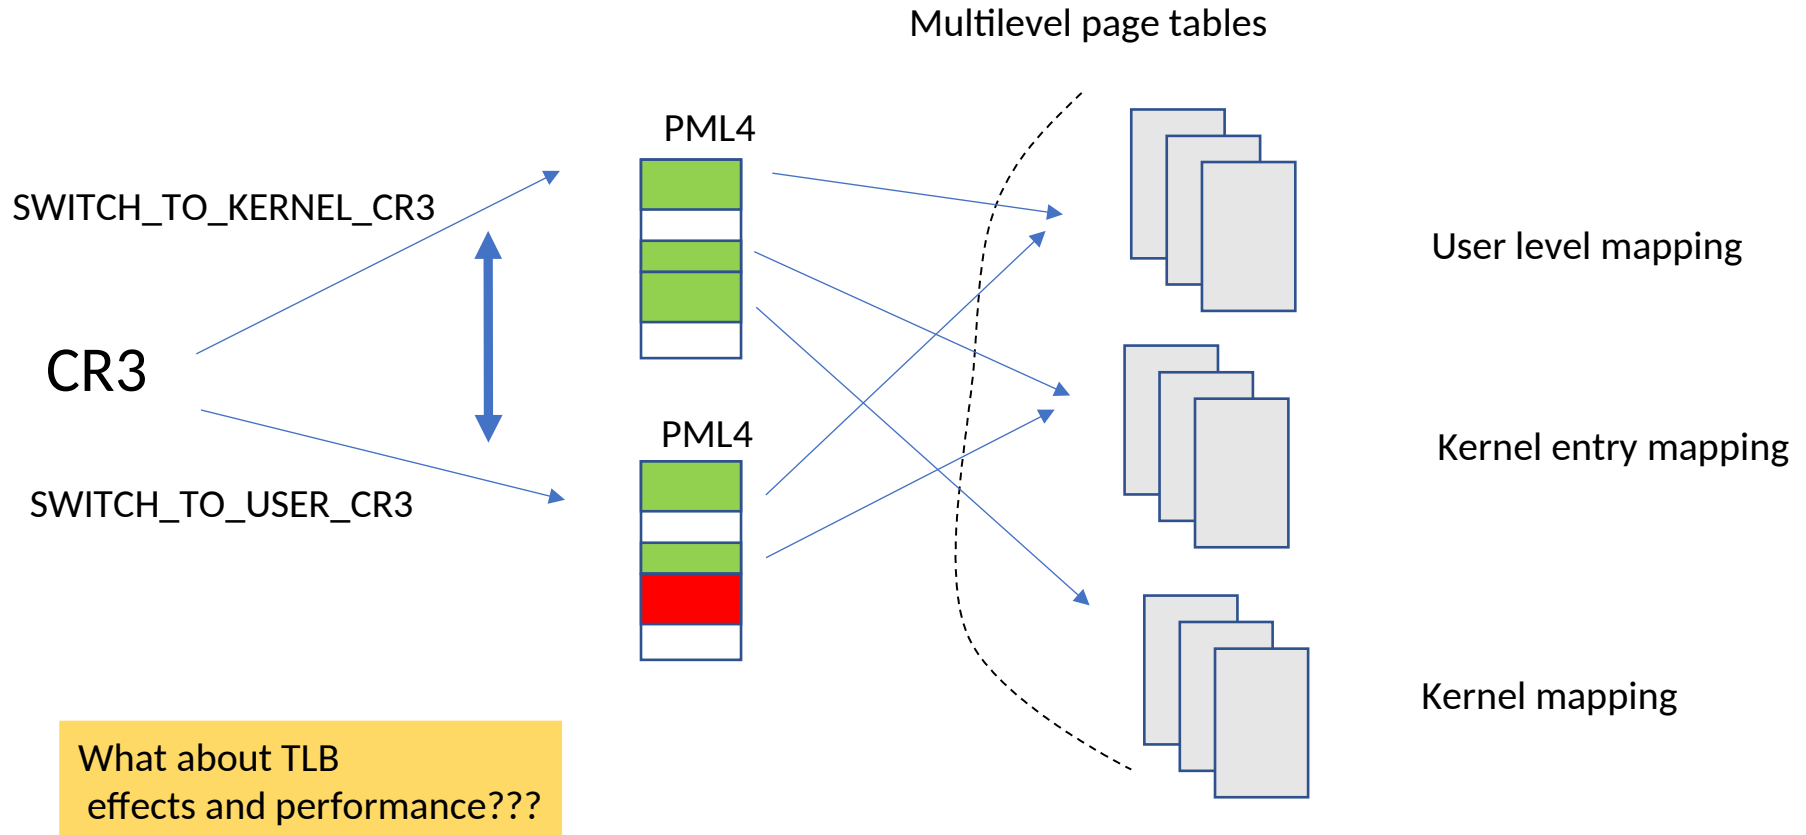 Multilevel page tables
PML4
SWITCH_TO_KERNEL_CR3
User level mapping
CR3
PML4
Kernel entry mapping
SWITCH_TO_USER_CR3
Kernel mapping
What about TLB
effects and performance???